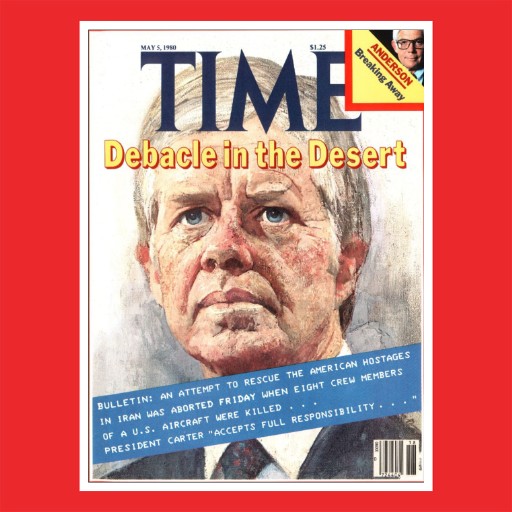 MAY 5, 1980
$1.25
TIME
ANDERSON
Breaking Away
Debacle in the Desert
BULLETIN: AN ATTEMPT TO RESCUE THE AMERICAN HOSTAGES
IN IRAN WAS ABORTED FRIDAY WHEN EIGHT CREW MEMBERS
OF A U.S. AIRCRAFT WERE KILLED . . .
PRESIDENT CARTER "ACCEPTS FULL RESPONSIBILITY . . ."
18